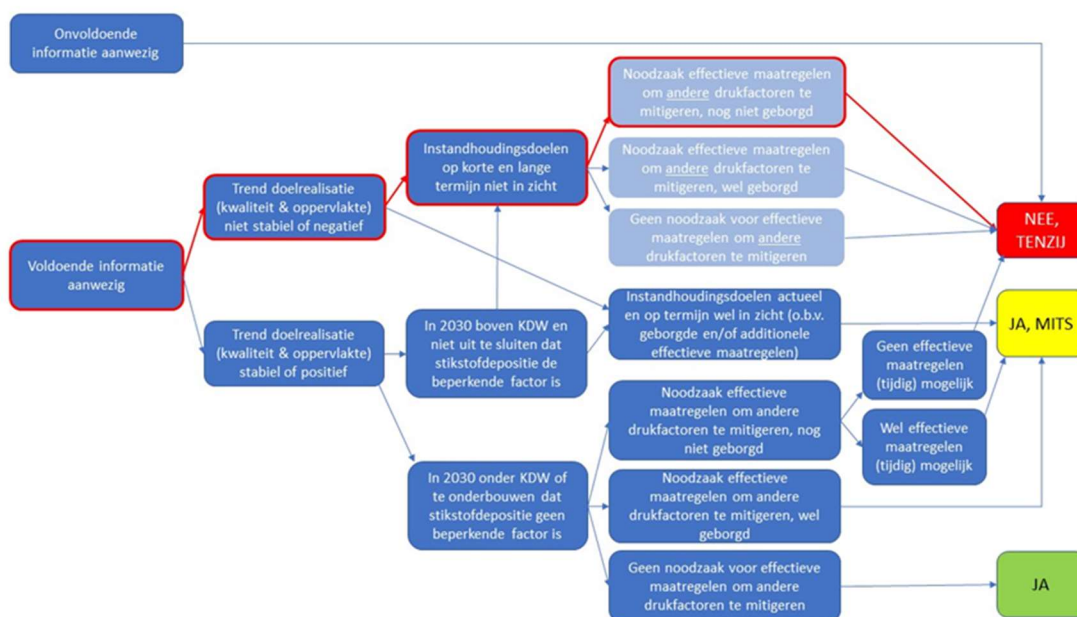 Onvoldoende
informatie aanwezig
Noodzaak effectieve maatregelen
om andere drukfactoren te
mitigeren, nog niet geborgd
Instandhoudingsdoelen
op korte en lange
termijn niet in zicht
Noodzaak effectieve maatregelen
om andere drukfactoren te
mitigeren, wel geborgd
Trend doelrealisatie
(kwaliteit & oppervlakte)
niet stabiel of negatief
Geen noodzaak voor effectieve
maatregelen om andere
drukfactoren te mitigeren
NEE,
TENZIJ
Voldoende informatie
aanwezig
Trend doelrealisatie
(kwaliteit & oppervlakte)
stabiel of positief
In 2030 boven KDW en
niet uit te sluiten dat
stikstofdepositie de
beperkende factor is
Instandhoudingsdoelen actueel
en op termijn wel in zicht (o.b.v.
geborgde en/of additionele
effectieve maatregelen)
JA, MITS
Geen effectieve
maatregelen
(tijdig) mogelijk
Noodzaak effectieve
maatregelen om andere
drukfactoren te mitigeren, nog
niet geborgd
Wel effectieve
maatregelen
(tijdig) mogelijk
In 2030 onder KDW of
te onderbouwen dat
stikstofdepositie geen
beperkende factor is
Noodzaak effectieve
maatregelen om andere
drukfactoren te mitigeren, wel
geborgd
Geen noodzaak voor effectieve
maatregelen om andere
drukfactoren te mitigeren
JA